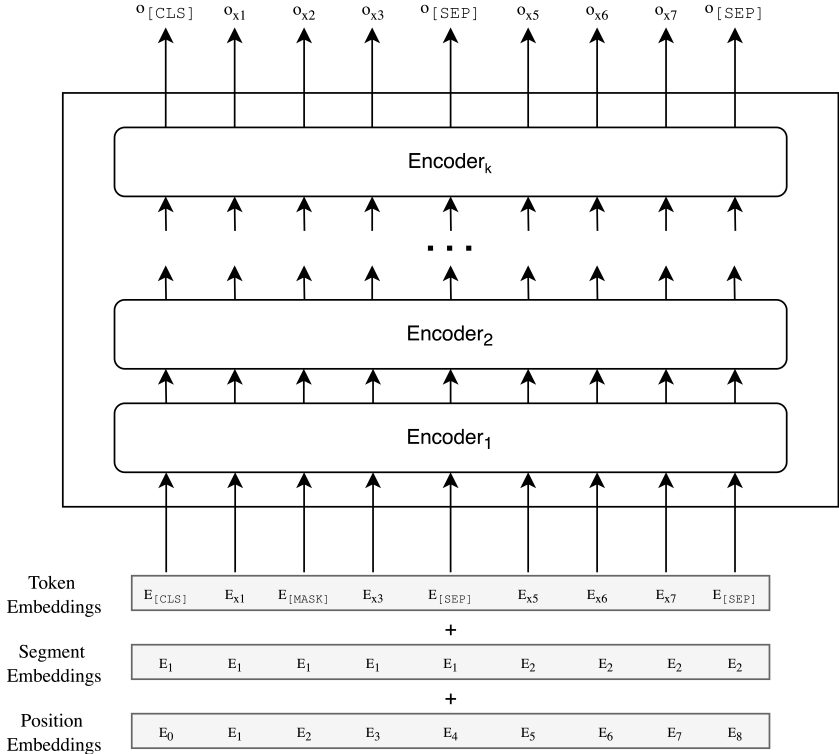 o[CLS] ox1 ox2 ox3 o[SEP] ox5 ox6 ox7 o[SEP]
Encoderk
...
Encoder2
Encoder1
Token
Embeddings
E[CLS] Ex1 E[MASK] Ex3 E[SEP] Ex5 Ex6 Ex7 E[SEP]
+
Segment
Embeddings
E1 E1 E1 E1 E1 E2 E2 E2 E2
+
Position
Embeddings
E0 E1 E2 E3 E4 E5 E6 E7 E8